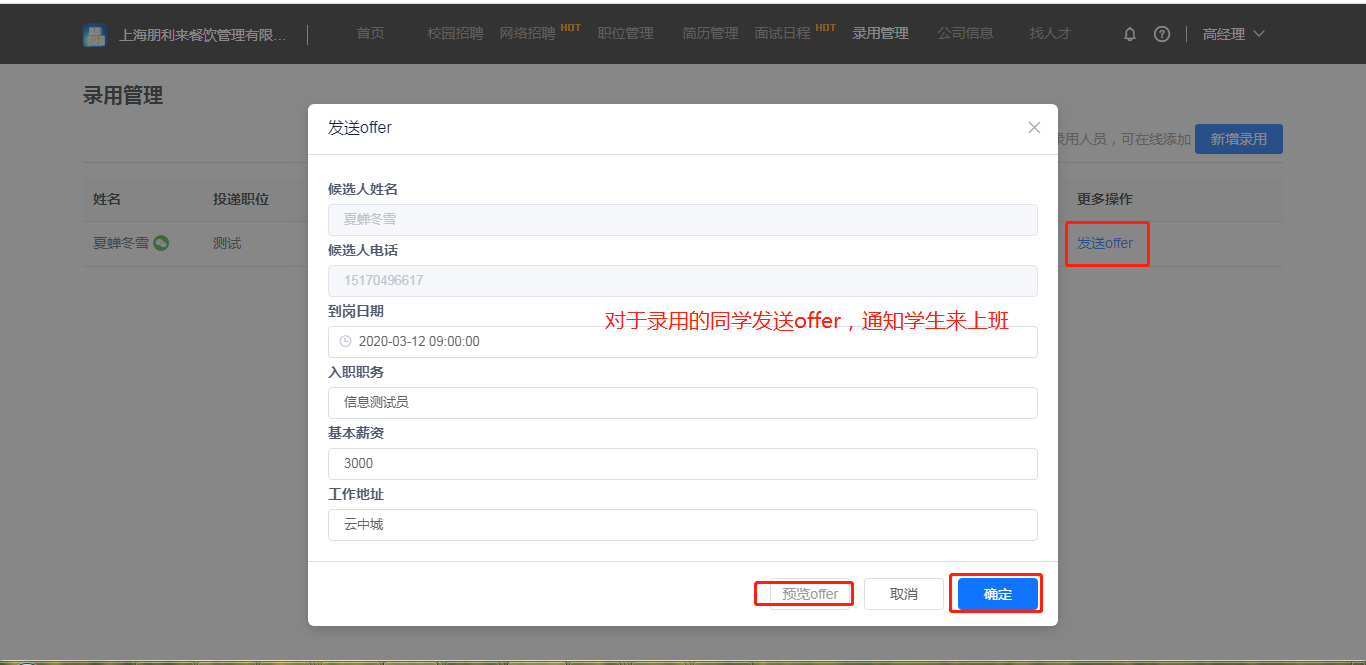 上海朋利来餐饮管理有限...
首页 校园招聘 网络招聘 HOT 职位管理 简历管理 面试日程 HOT 录用管理 公司信息 找人才
高经理
录用管理
录用人员，可在线添加 新增录用
姓名 投递职位 更多操作
夏蝉冬雪 测试 发送offer
发送offer
候选人姓名
夏蝉冬雪
候选人电话
15170496617
到岗日期
对于录用的同学发送offer，通知学生来上班
2020-03-12 09:00:00
入职职务
信息测试员
基本薪资
3000
工作地址
云中城
预览offer 取消 确定